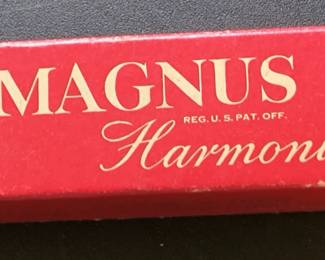 MAGNUS
REG. U.S. PAT. OFF.
Harmoni